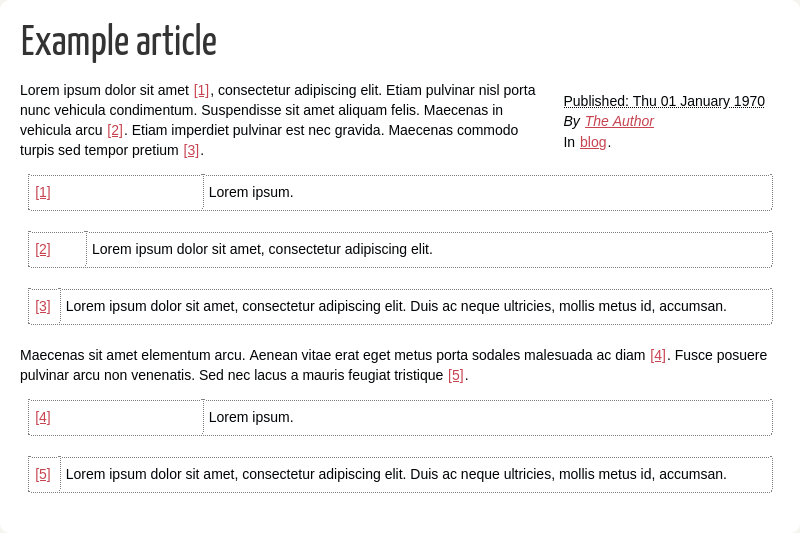 Example article
Lorem ipsum dolor sit amet [1], consectetur adipiscing elit. Etiam pulvinar nisl porta
nunc vehicula condimentum. Suspendisse sit amet aliquam felis. Maecenas in
vehicula arcu [2]. Etiam imperdiet pulvinar est nec gravida. Maecenas commodo
turpis sed tempor pretium [3].
Published: Thu 01 January 1970
By The Author
In blog.
[1] Lorem ipsum.
[2] Lorem ipsum dolor sit amet, consectetur adipiscing elit.
[3] Lorem ipsum dolor sit amet, consectetur adipiscing elit. Duis ac neque ultricies, mollis metus id, accumsan.
Maecenas sit amet elementum arcu. Aenean vitae erat eget metus porta sodales malesuada ac diam [4]. Fusce posuere
pulvinar arcu non venenatis. Sed nec lacus a mauris feugiat tristique [5].
[4] Lorem ipsum.
[5] Lorem ipsum dolor sit amet, consectetur adipiscing elit. Duis ac neque ultricies, mollis metus id, accumsan.